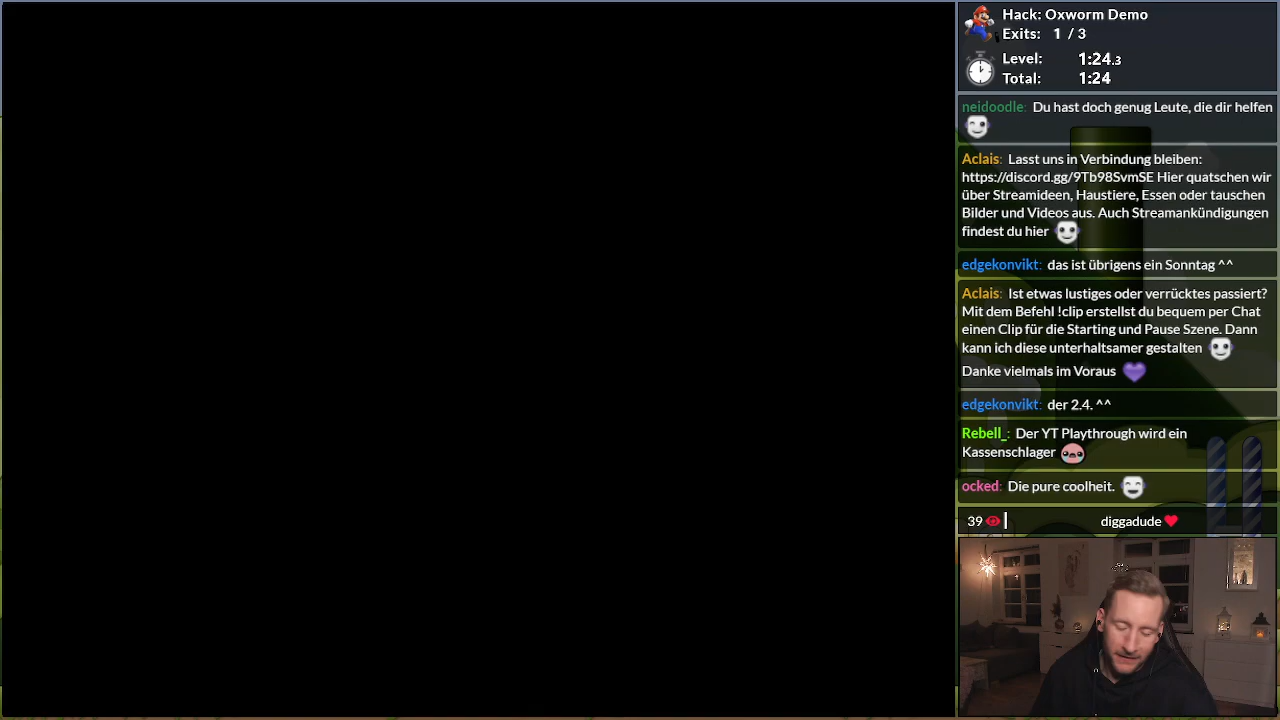 Hack: Oxworm Demo
Exits: 1 / 3
Level: 1:24.3
Total: 1:24
neidoodle: Du hast doch genug Leute, die dir helfen
Aclais: Lasst uns in Verbindung bleiben:
https://discord.gg/9Tb98SvmSE Hier quatschen wir
über Streamideen, Haustiere, Essen oder tauschen
Bilder und Videos aus. Auch Streamankündigungen
findest du hier
edgekonvikt: das ist übrigens ein Sonntag ^^
Aclais: Ist etwas lustiges oder verrücktes passiert?
Mit dem Befehl !clip erstellst du bequem per Chat
einen Clip für die Starting und Pause Szene. Dann
kann ich diese unterhaltsamer gestalten
Danke vielmals im Voraus
edgekonvikt: der 2.4. ^^
Rebell_: Der YT Playthrough wird ein
Kassenschlager
ocked: Die pure coolheit.
39 diggadude